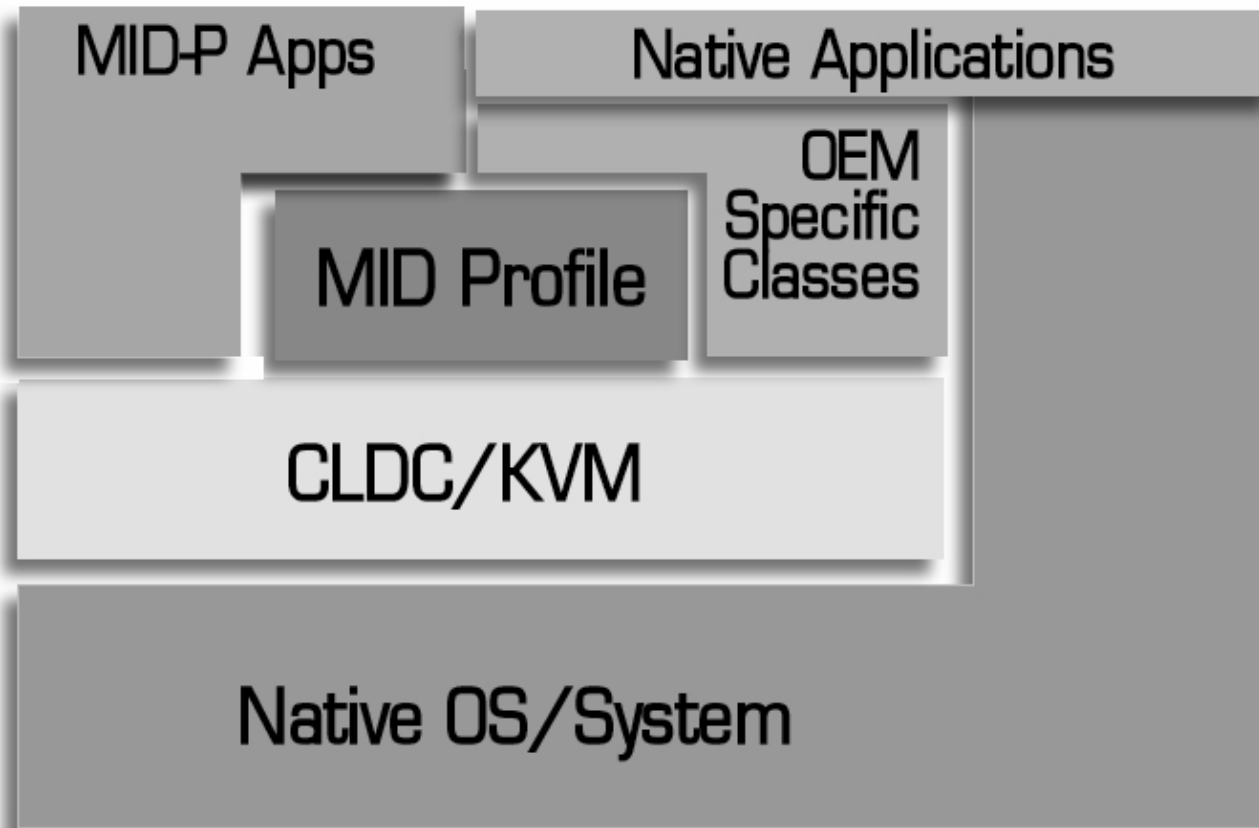 MID-P Apps
Native Applications
OEM
Specific
Classes
MID Profile
CLDC/KVM
Native OS/System